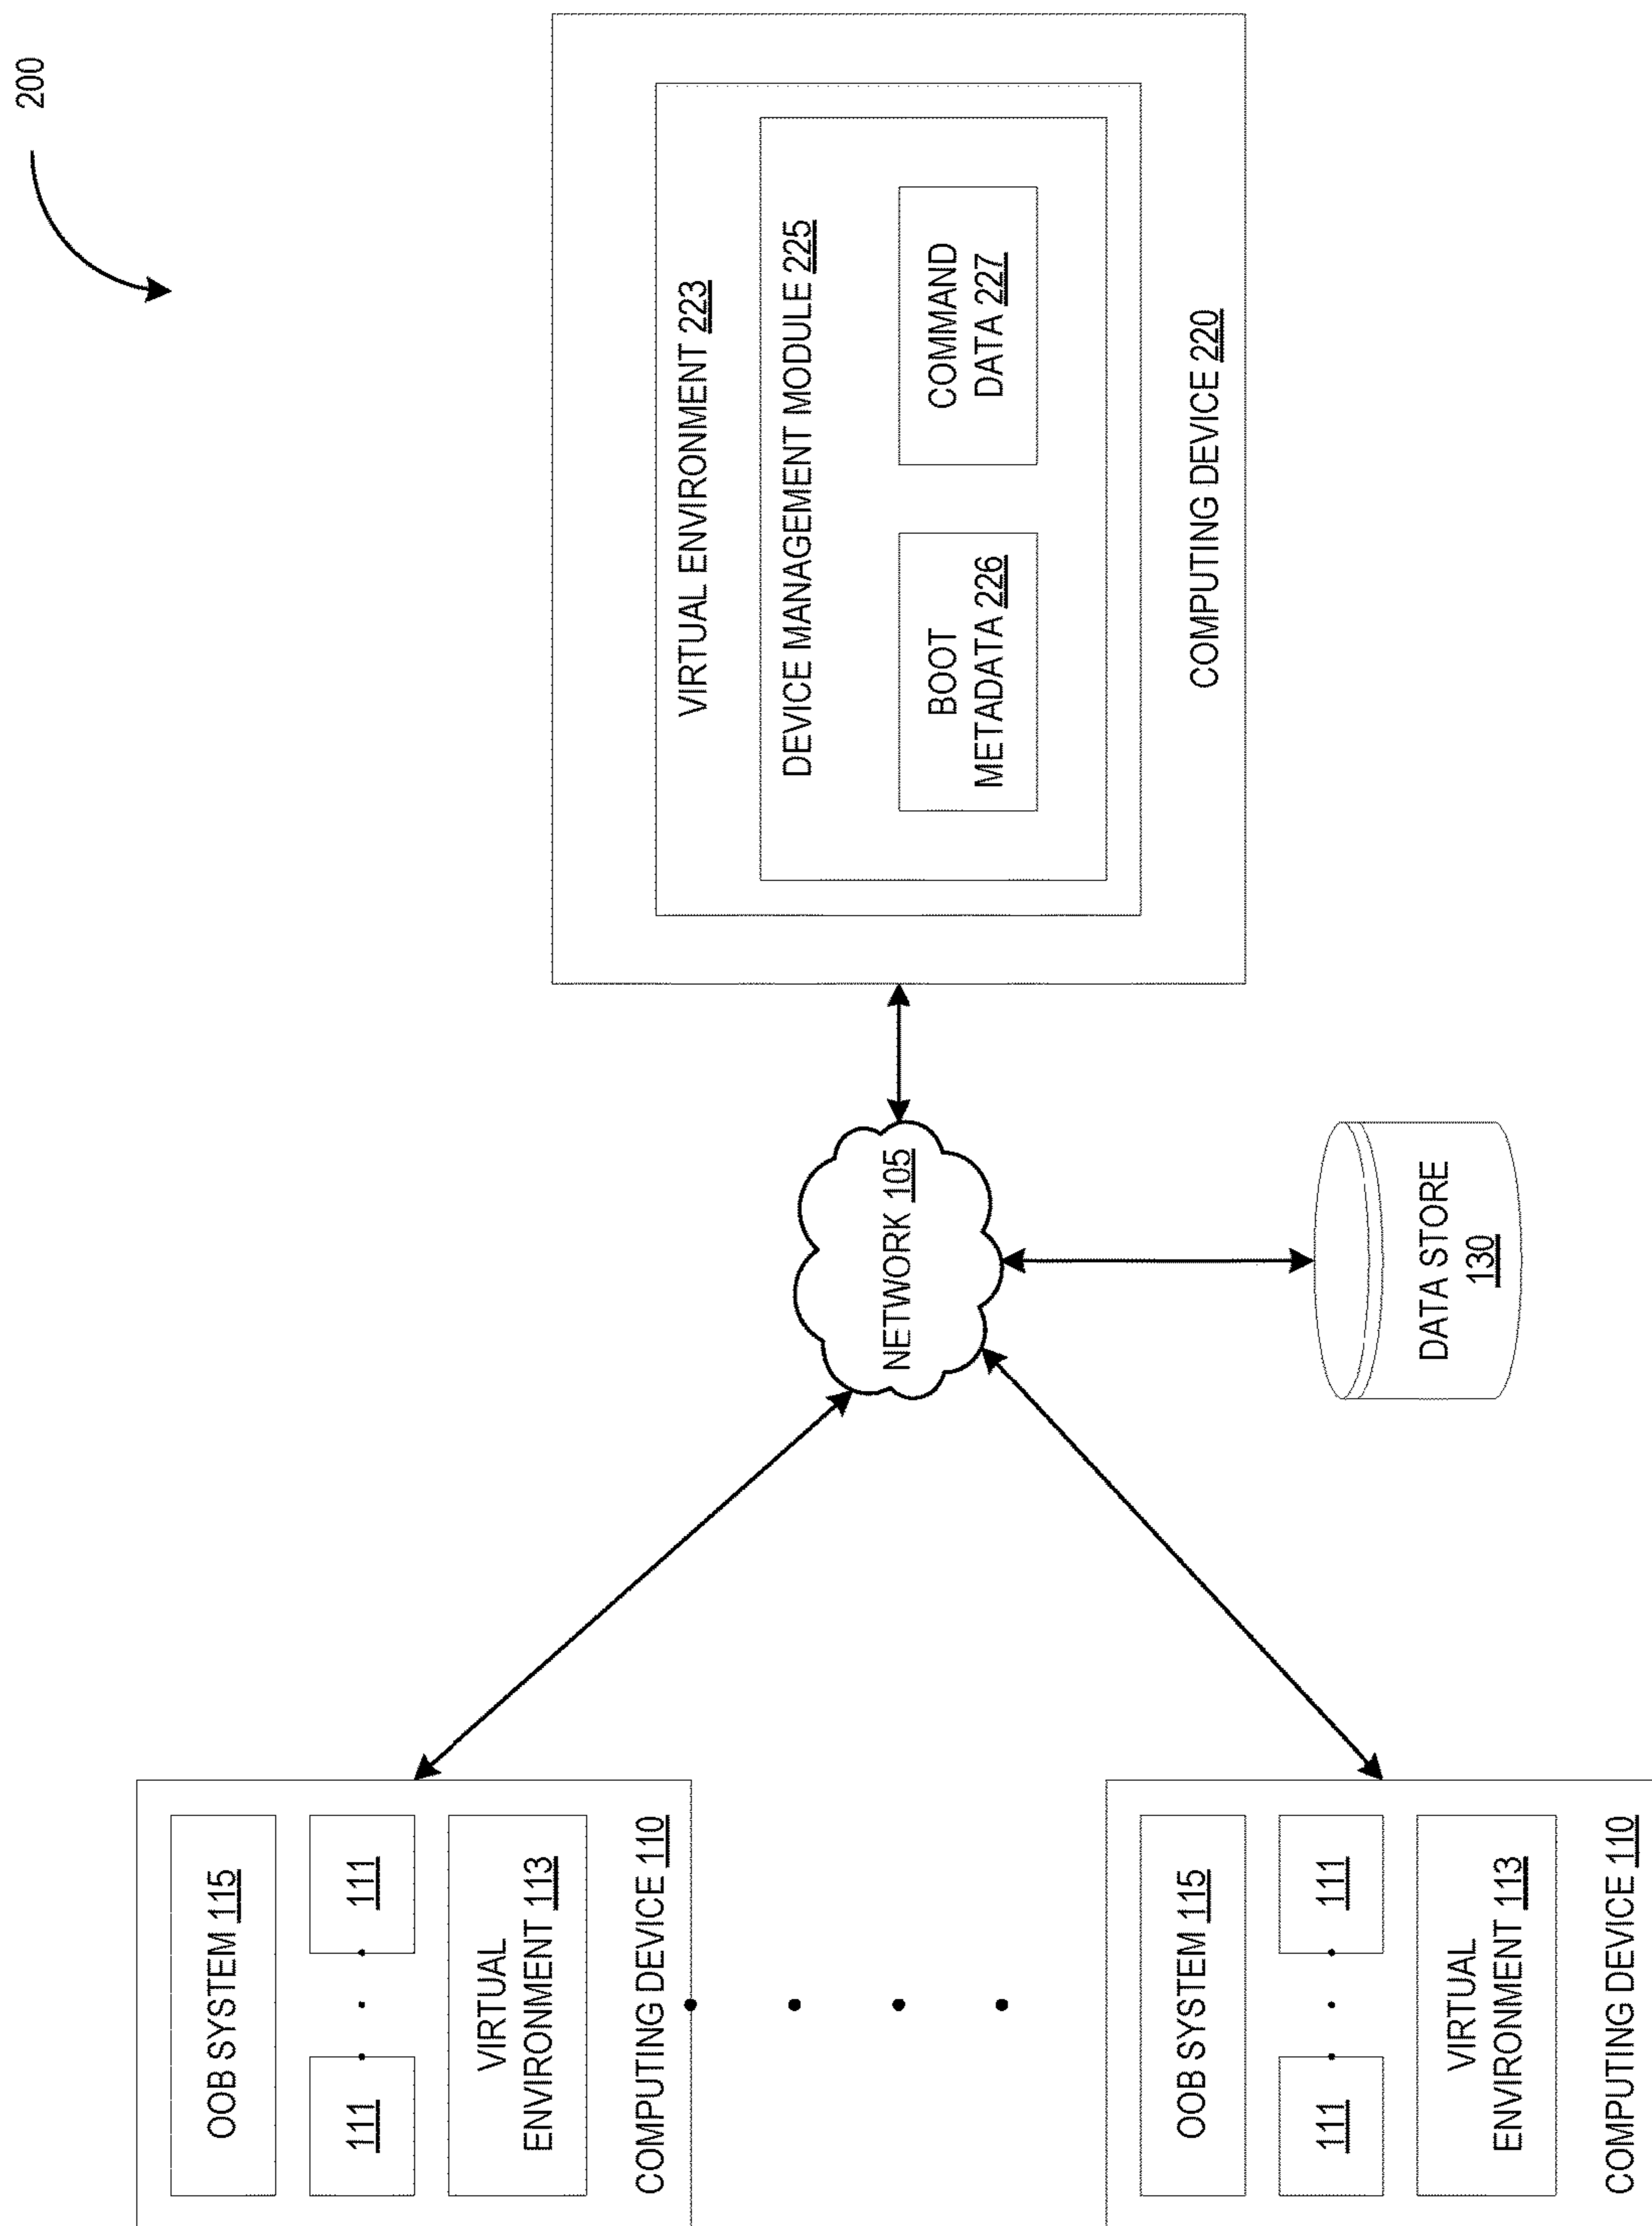 200
OOB SYSTEM 115
111
111
VIRTUAL
ENVIRONMENT 113
COMPUTING DEVICE 110
OOB SYSTEM 115
111
111
VIRTUAL
ENVIRONMENT 113
COMPUTING DEVICE 110
NETWORK 105
DATA STORE
130
VIRTUAL ENVIRONMENT 223
DEVICE MANAGEMENT MODULE 225
BOOT
METADATA 226
COMMAND
DATA 227
COMPUTING DEVICE 220